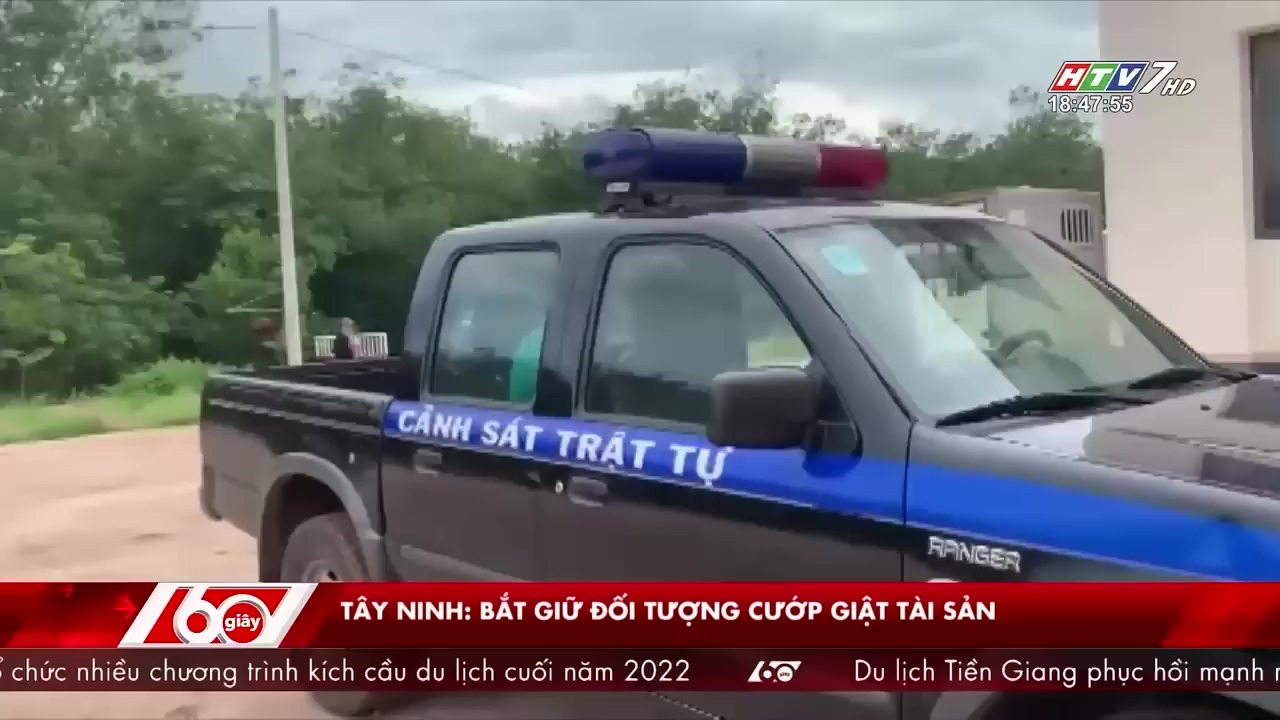 HTV7 HD
18:47:55
CẢNH SÁT TRẬT TỰ
RANGER
60 giây
TÂY NINH: BẮT GIỮ ĐỐI TƯỢNG CƯỚP GIẬT TÀI SẢN
chức nhiều chương trình kích cầu du lịch cuối năm 2022 60 giây Du lịch Tiền Giang phục hồi mạnh